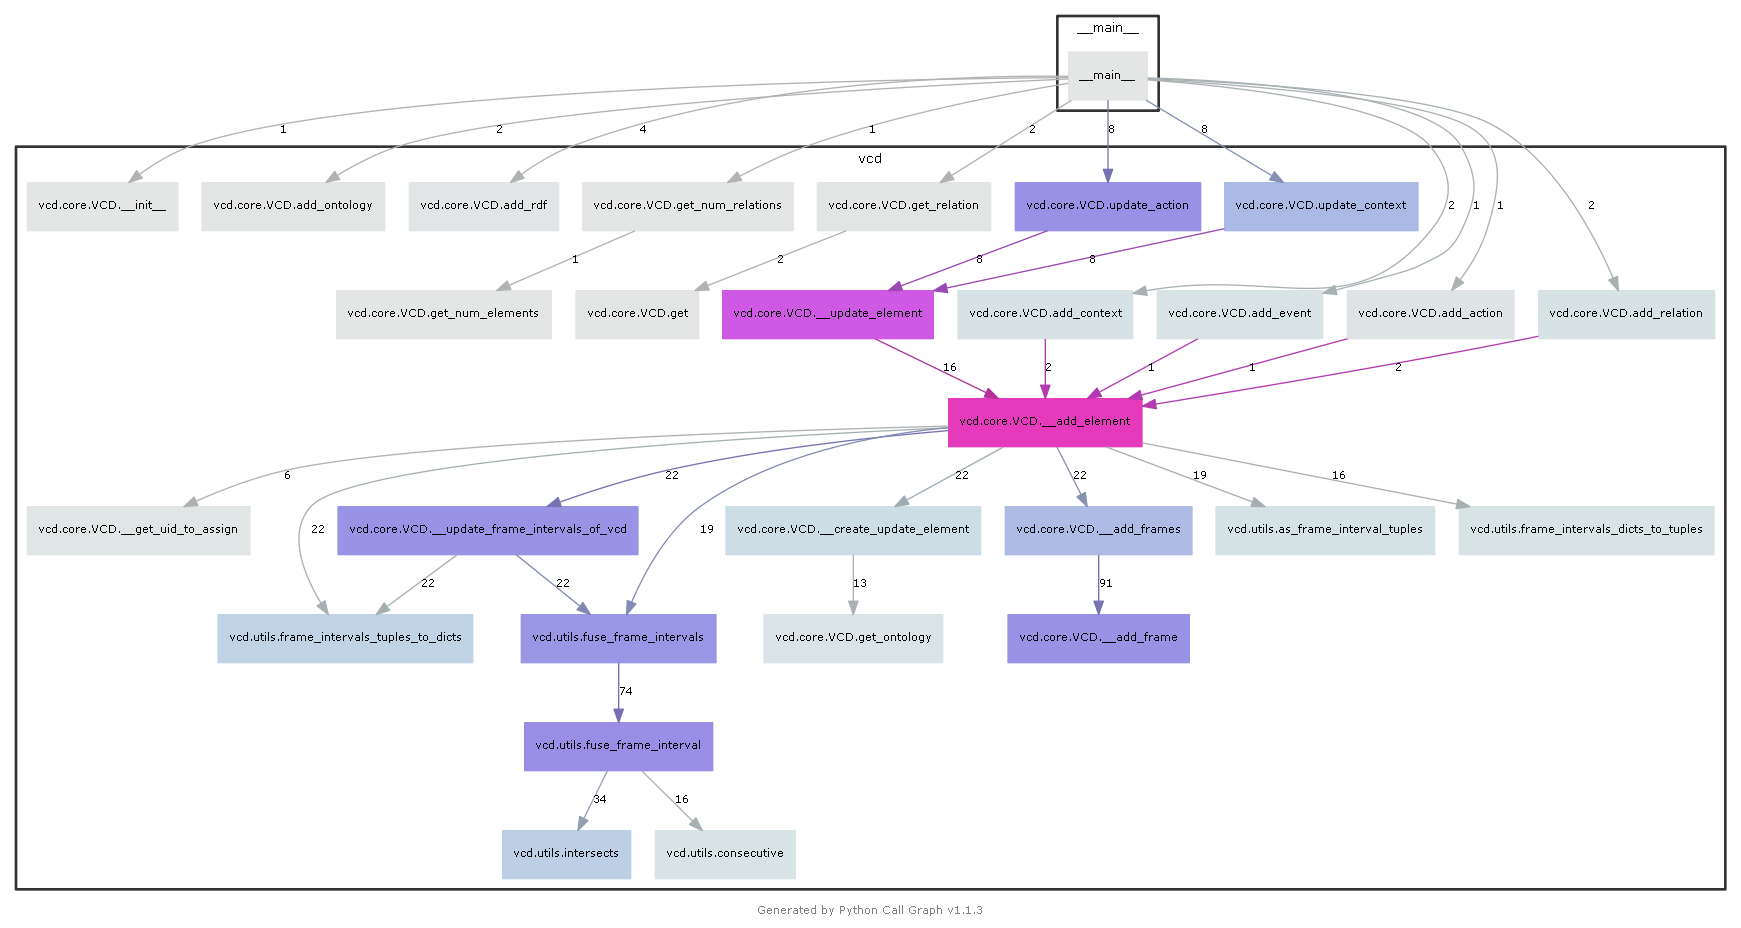 __main__
__main__
1
2
4
1
2
8
8
vcd
vcd.core.VCD.__init__
vcd.core.VCD.add_ontology
vcd.core.VCD.add_rdf
vcd.core.VCD.get_num_relations
vcd.core.VCD.get_relation
vcd.core.VCD.update_action
vcd.core.VCD.update_context
2
1
1
2
1
2
8
8
vcd.core.VCD.get_num_elements
vcd.core.VCD.get
vcd.core.VCD.__update_element
vcd.core.VCD.add_context
vcd.core.VCD.add_event
vcd.core.VCD.add_action
vcd.core.VCD.add_relation
16
2
1
1
2
vcd.core.VCD.__add_element
6
22
22
22
19
16
vcd.core.VCD.__get_uid_to_assign
22
vcd.core.VCD.__update_frame_intervals_of_vcd
19
vcd.core.VCD.__create_update_element
vcd.core.VCD.__add_frames
vcd.utils.as_frame_interval_tuples
vcd.utils.frame_intervals_dicts_to_tuples
22
22
13
91
vcd.utils.frame_intervals_tuples_to_dicts
vcd.utils.fuse_frame_intervals
vcd.core.VCD.get_ontology
vcd.core.VCD.__add_frame
74
vcd.utils.fuse_frame_interval
34
16
vcd.utils.intersects
vcd.utils.consecutive
Generated by Python Call Graph v1.1.3